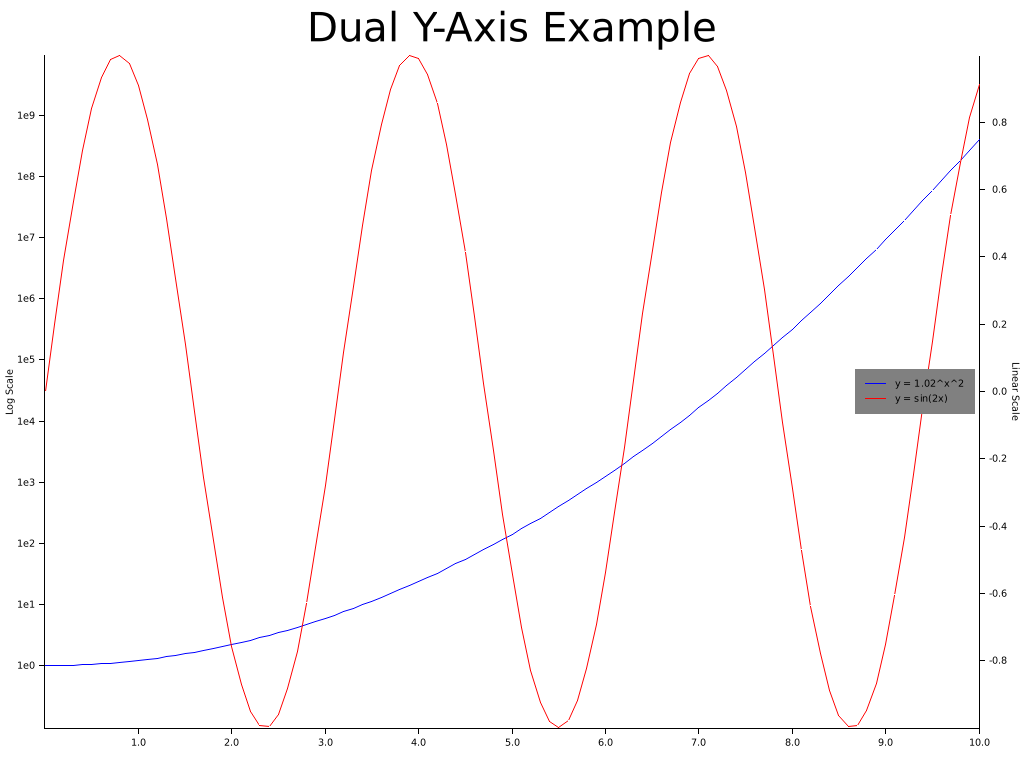 Dual Y-Axis Example
1e9
1e8
1e7
1e6
1e5
1e4
1e3
1e2
1e1
1e0
Log Scale
1.0 2.0 3.0 4.0 5.0 6.0 7.0 8.0 9.0 10.0
0.8
0.6
0.4
0.2
0.0
-0.2
-0.4
-0.6
-0.8
Linear Scale
y = 1.02^x^2
y = sin(2x)